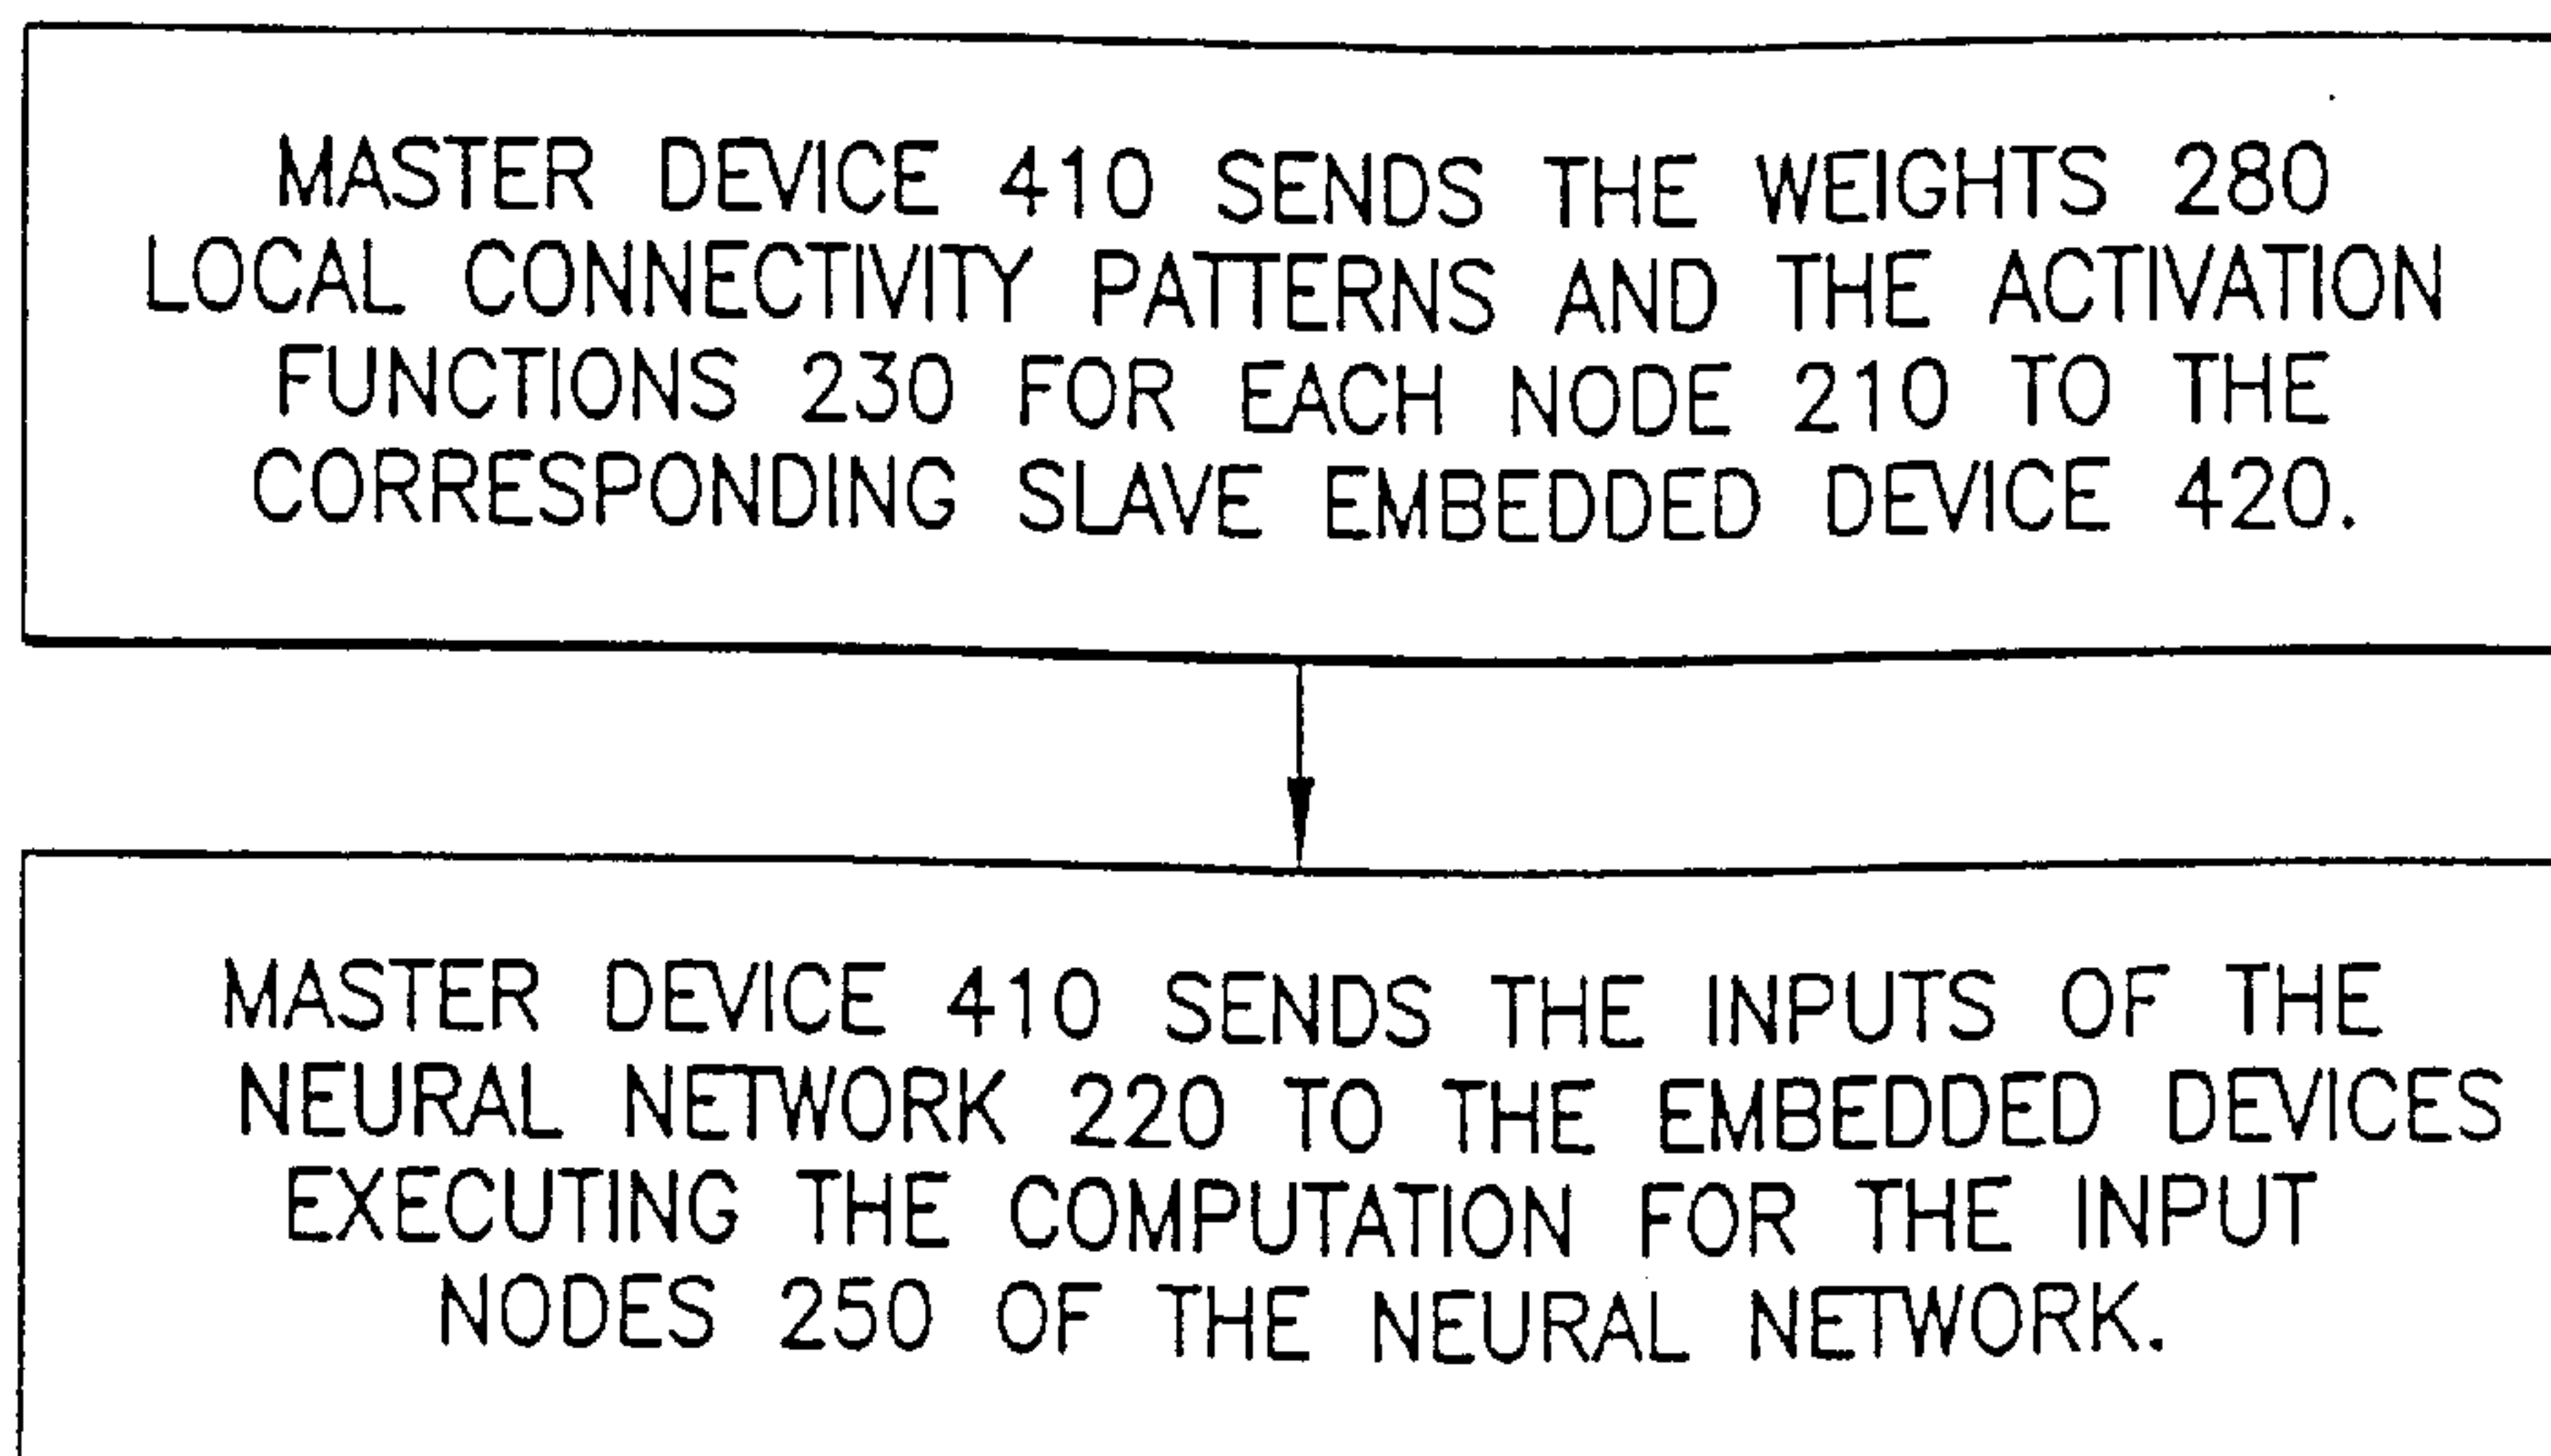 MASTER DEVICE 410 SENDS THE WEIGHTS 280
LOCAL CONNECTIVITY PATTERNS AND THE ACTIVATION
FUNCTIONS 230 FOR EACH NODE 210 TO THE
CORRESPONDING SLAVE EMBEDDED DEVICE 420.
MASTER DEVICE 410 SENDS THE INPUTS OF THE
NEURAL NETWORK 220 TO THE EMBEDDED DEVICES
EXECUTING THE COMPUTATION FOR THE INPUT
NODES 250 OF THE NEURAL NETWORK.